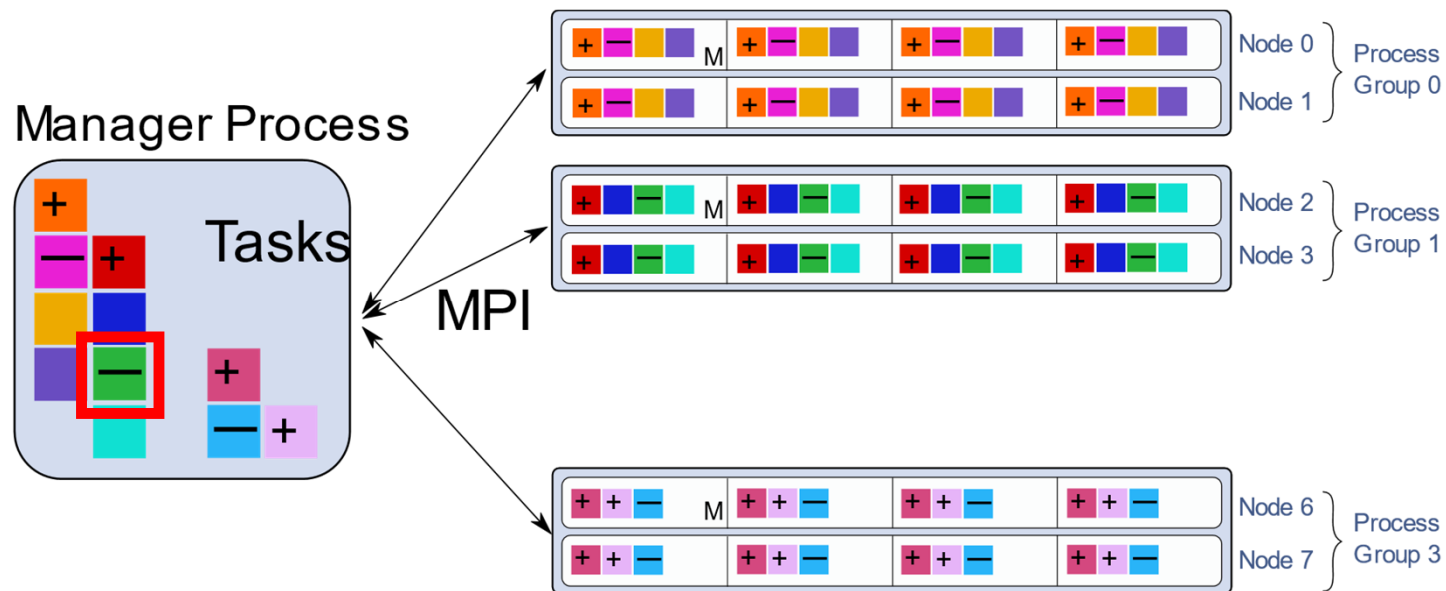 Manager Process
+
— +
Tasks
—
+
— +
MPI
+ — M + — + — + — Node 0
+ — + — + — + — Node 1
Process
Group 0
+ — M + — + — + — Node 2
+ — + — + — + — Node 3
Process
Group 1
+ + — M + + — + + — + + — Node 6
+ + — + + — + + — + + — Node 7
Process
Group 3